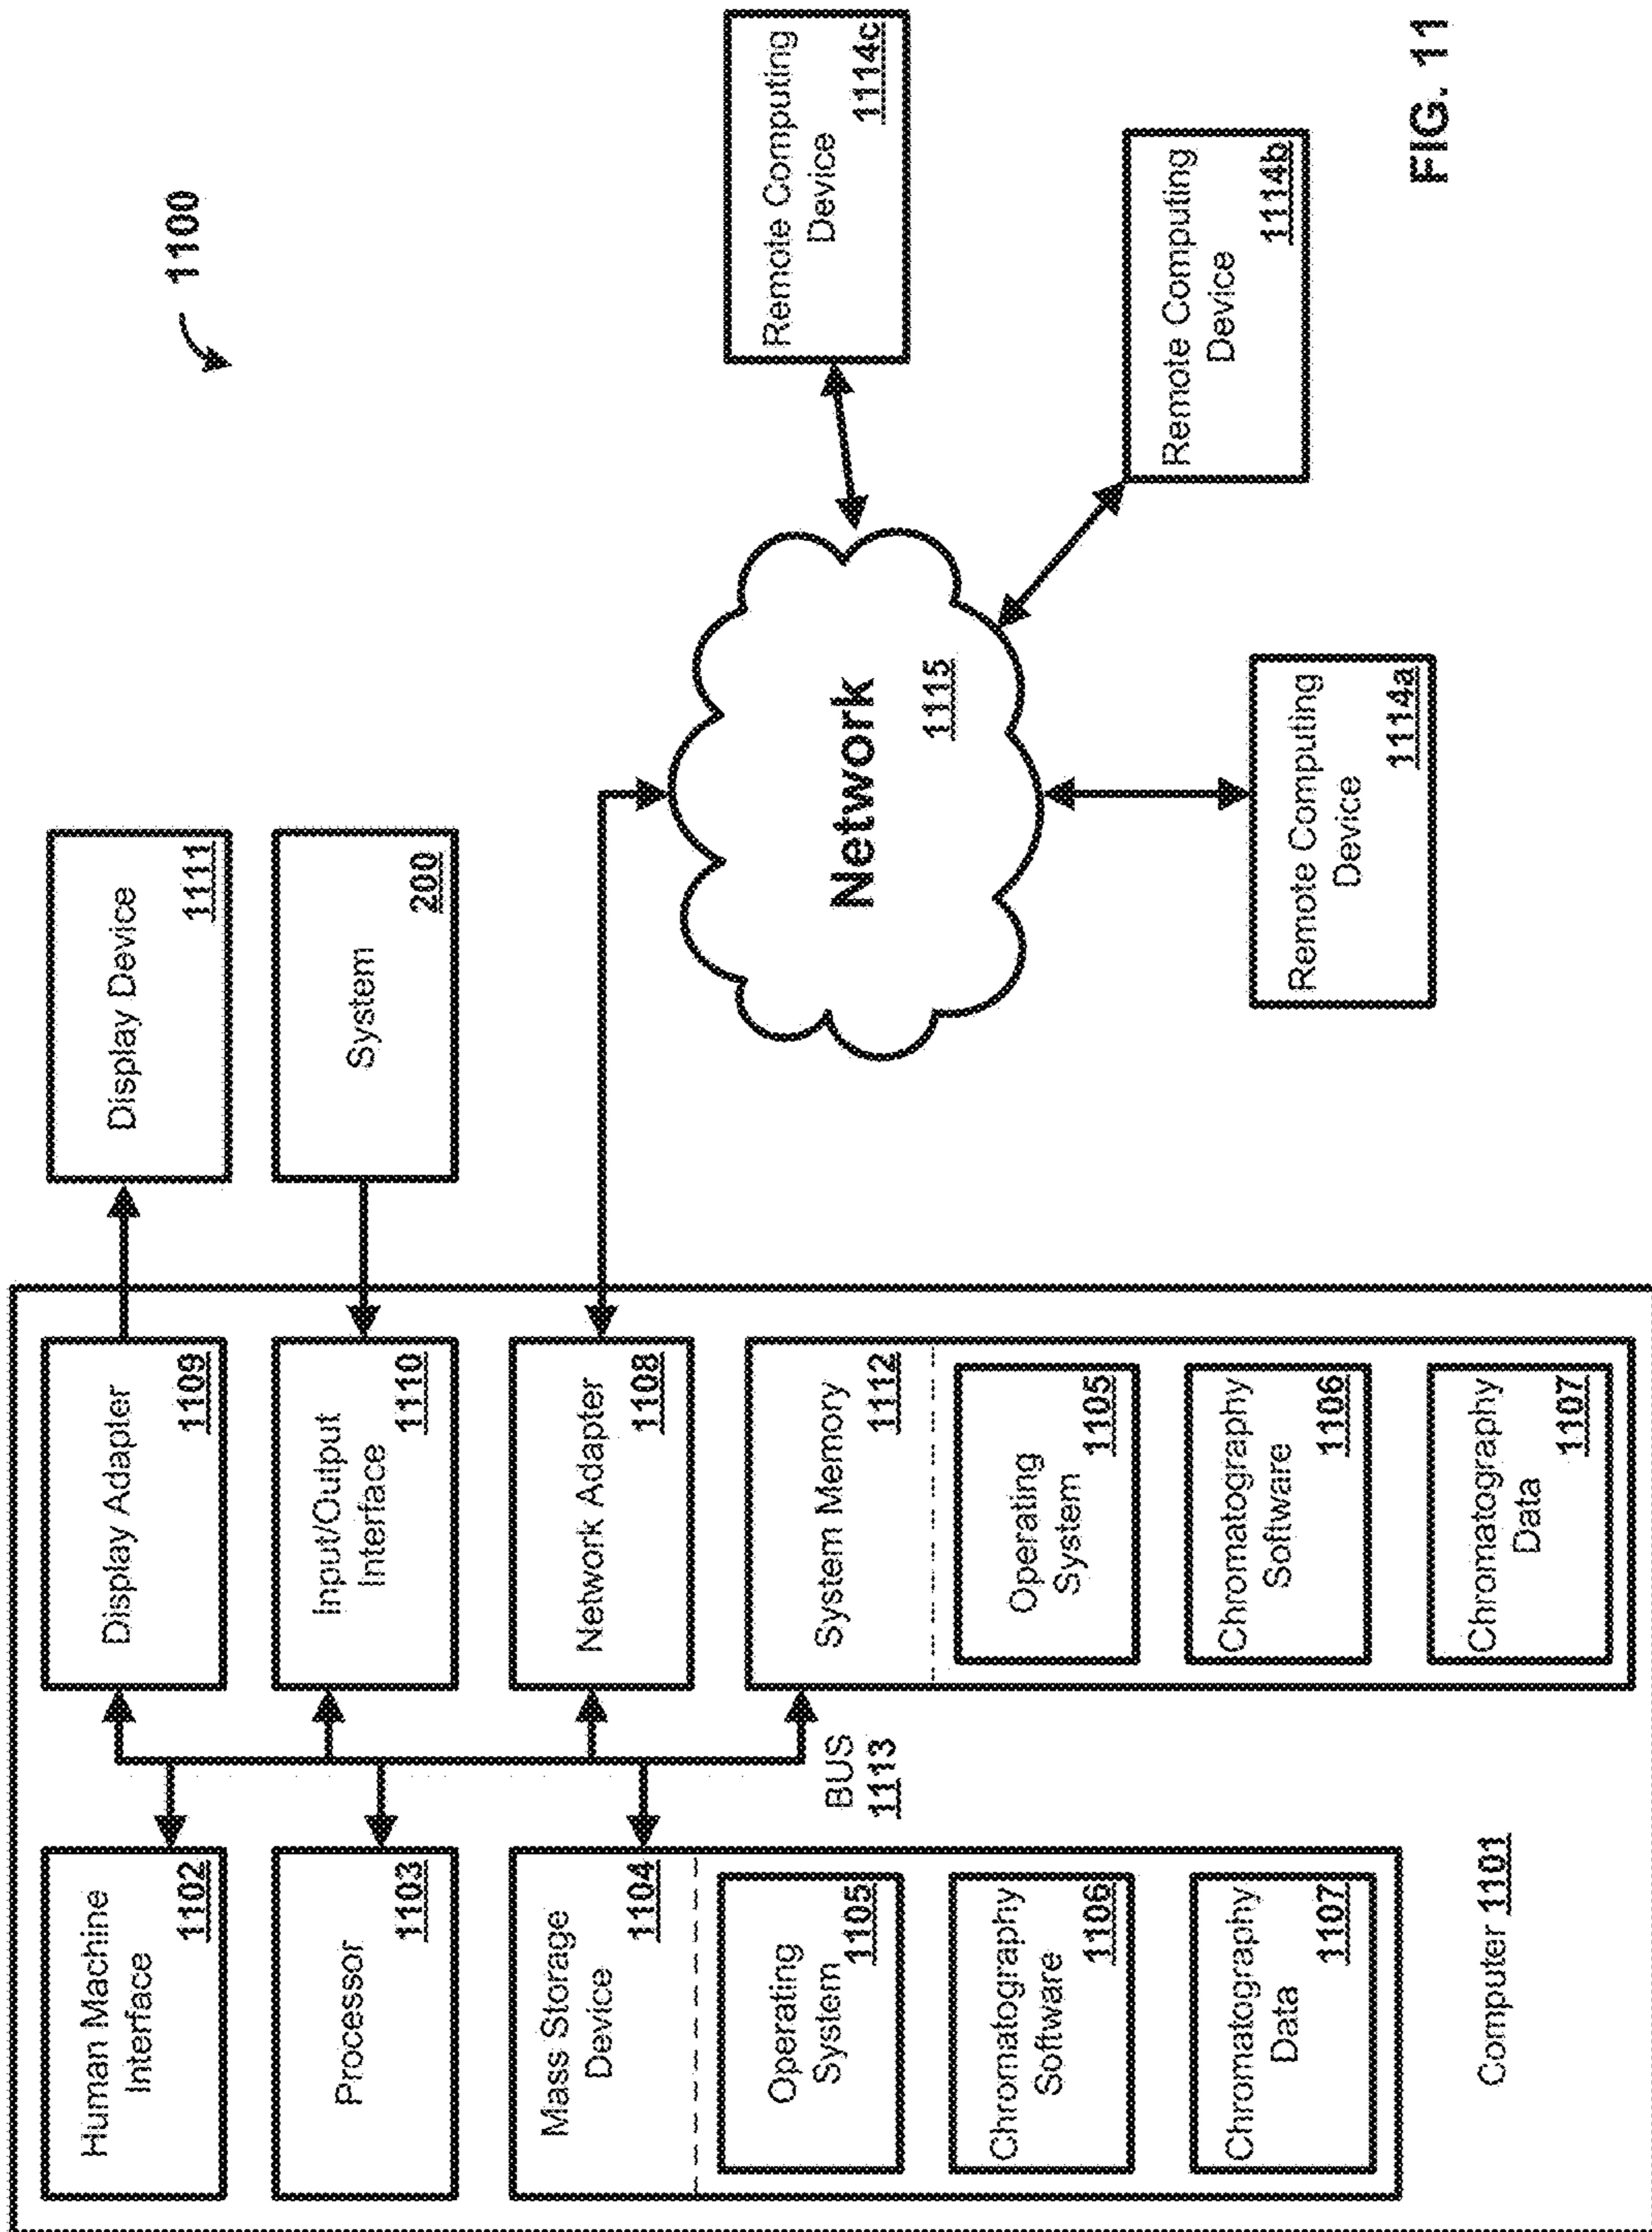 1100
Human Machine
Interface
1102
Processor
1103
Mass Storage
Device
1104
Operating
System
1105
Chromatography
Software
1106
Chromatography
Data
1107
Computer 1101
BUS
1113
Display Adapter
1109
Input/Output
Interface
1110
Network Adapter
1108
System Memory
1112
Operating
System
1105
Chromatography
Software
1106
Chromatography
Data
1107
Display Device
1111
System
200
Network
1115
Remote Computing
Device
1114a
Remote Computing
Device
1114b
Remote Computing
Device
1114c
FIG. 11